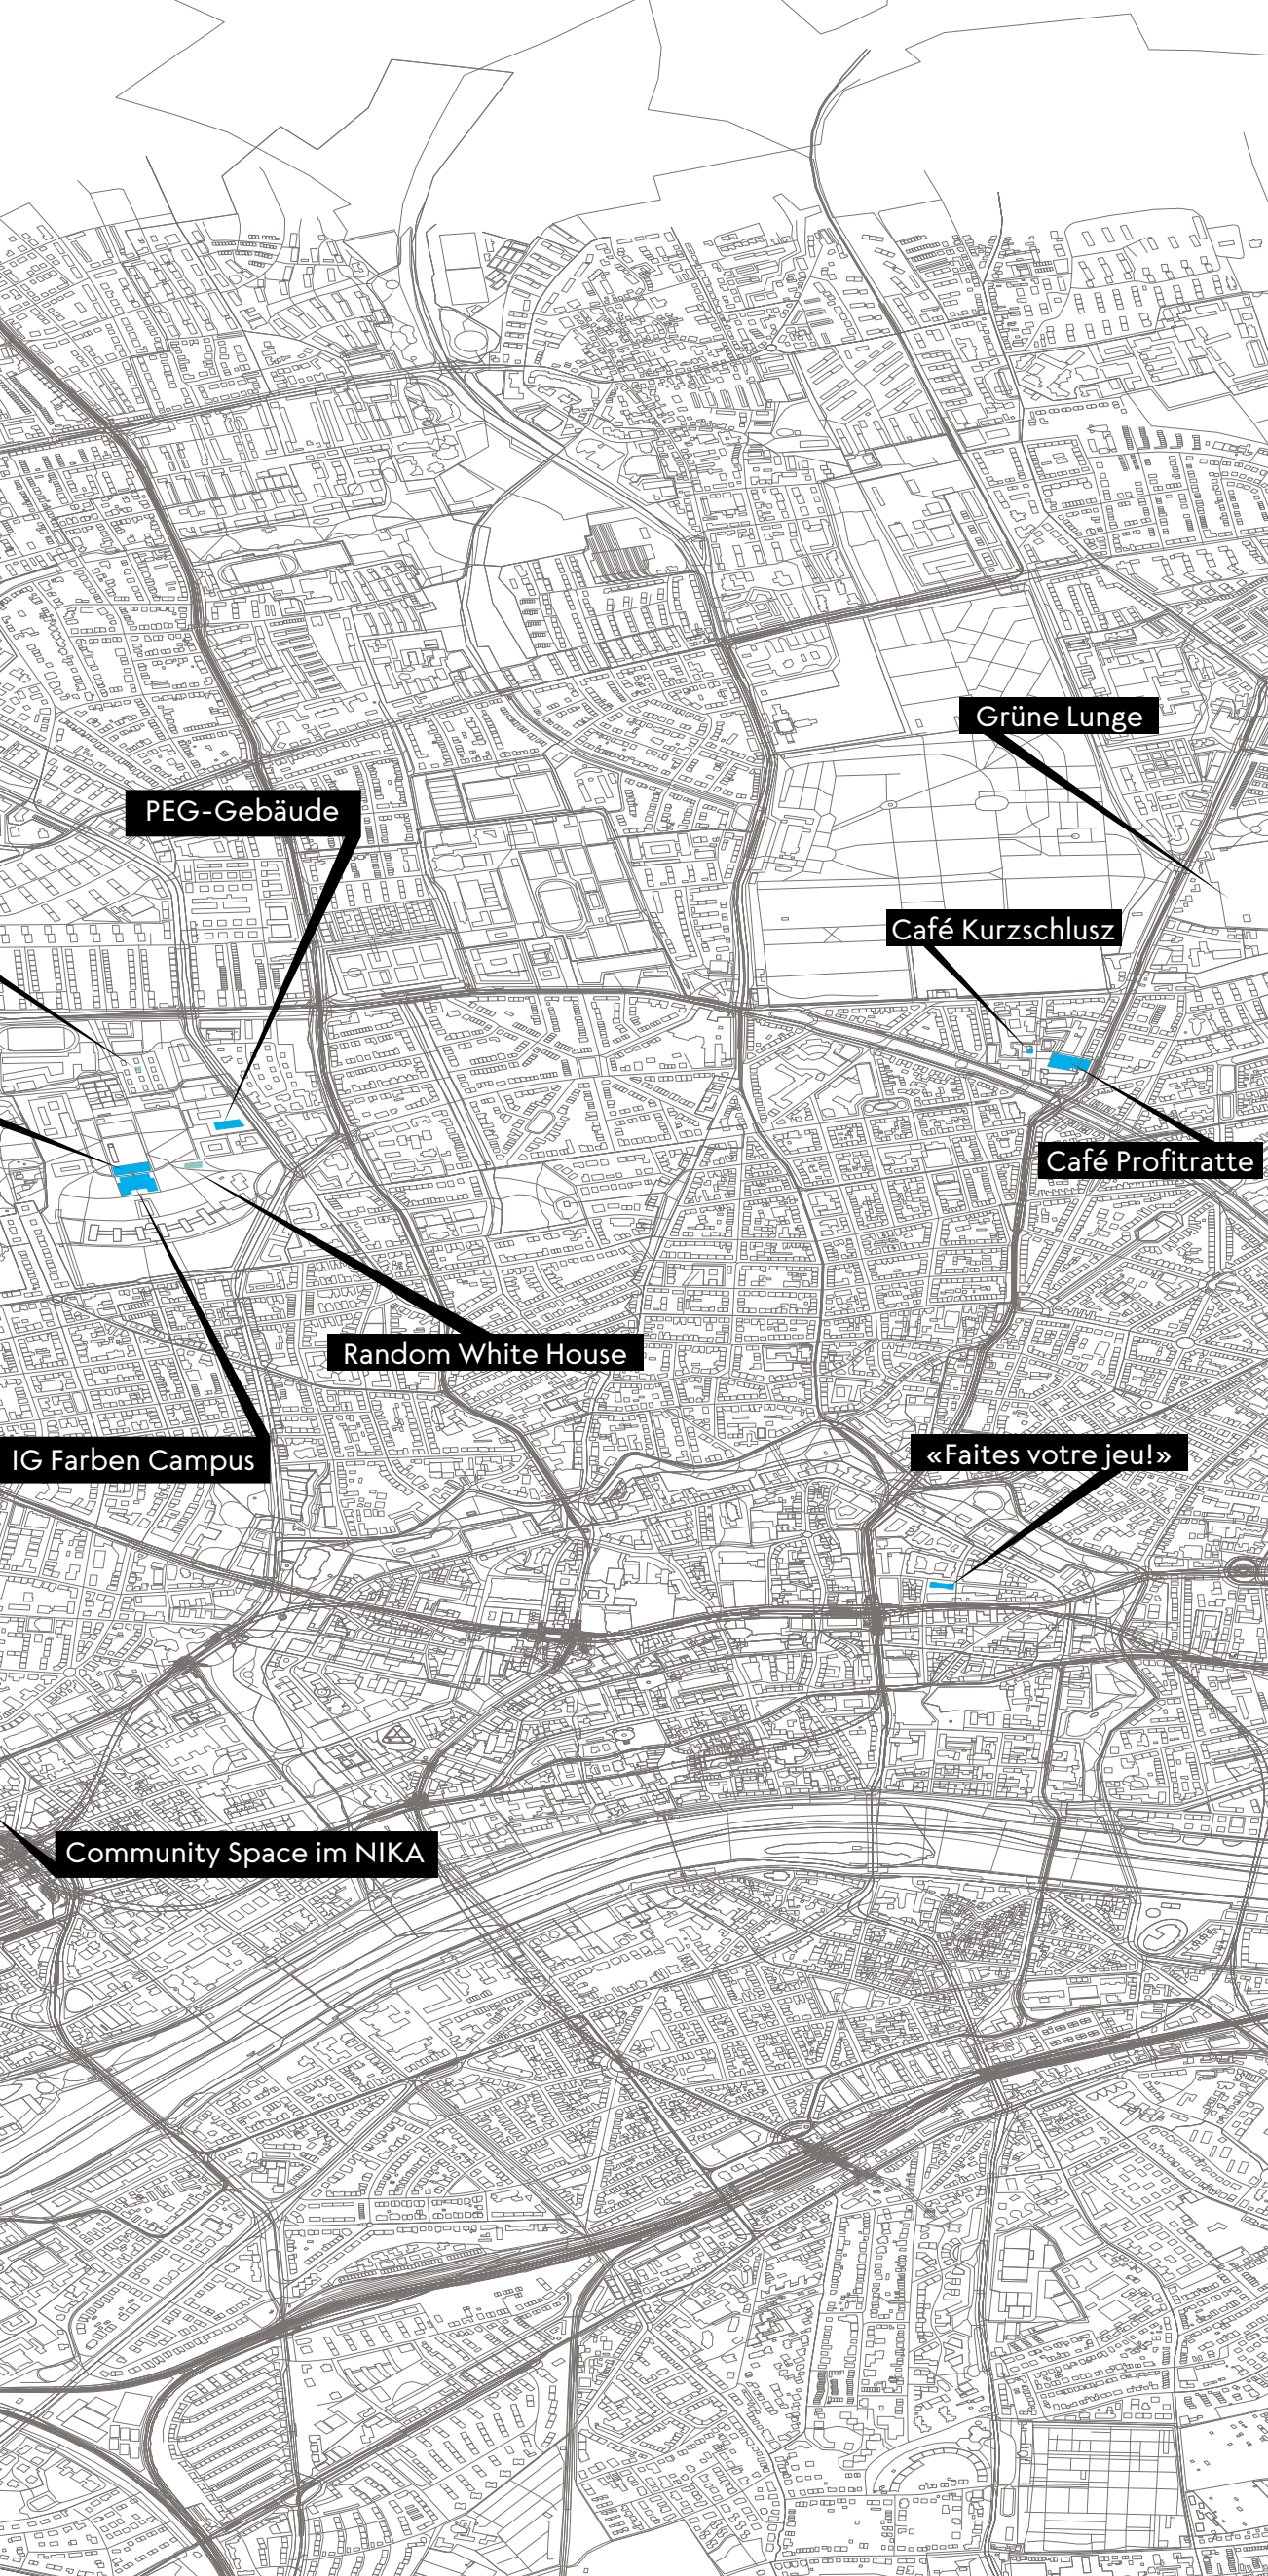 Grüne Lunge
PEG-Gebäude
Café Kurzschlusz
Café Profitratte
Random White House
«Faites votre jeu!»
IG Farben Campus
Community Space im NIKA